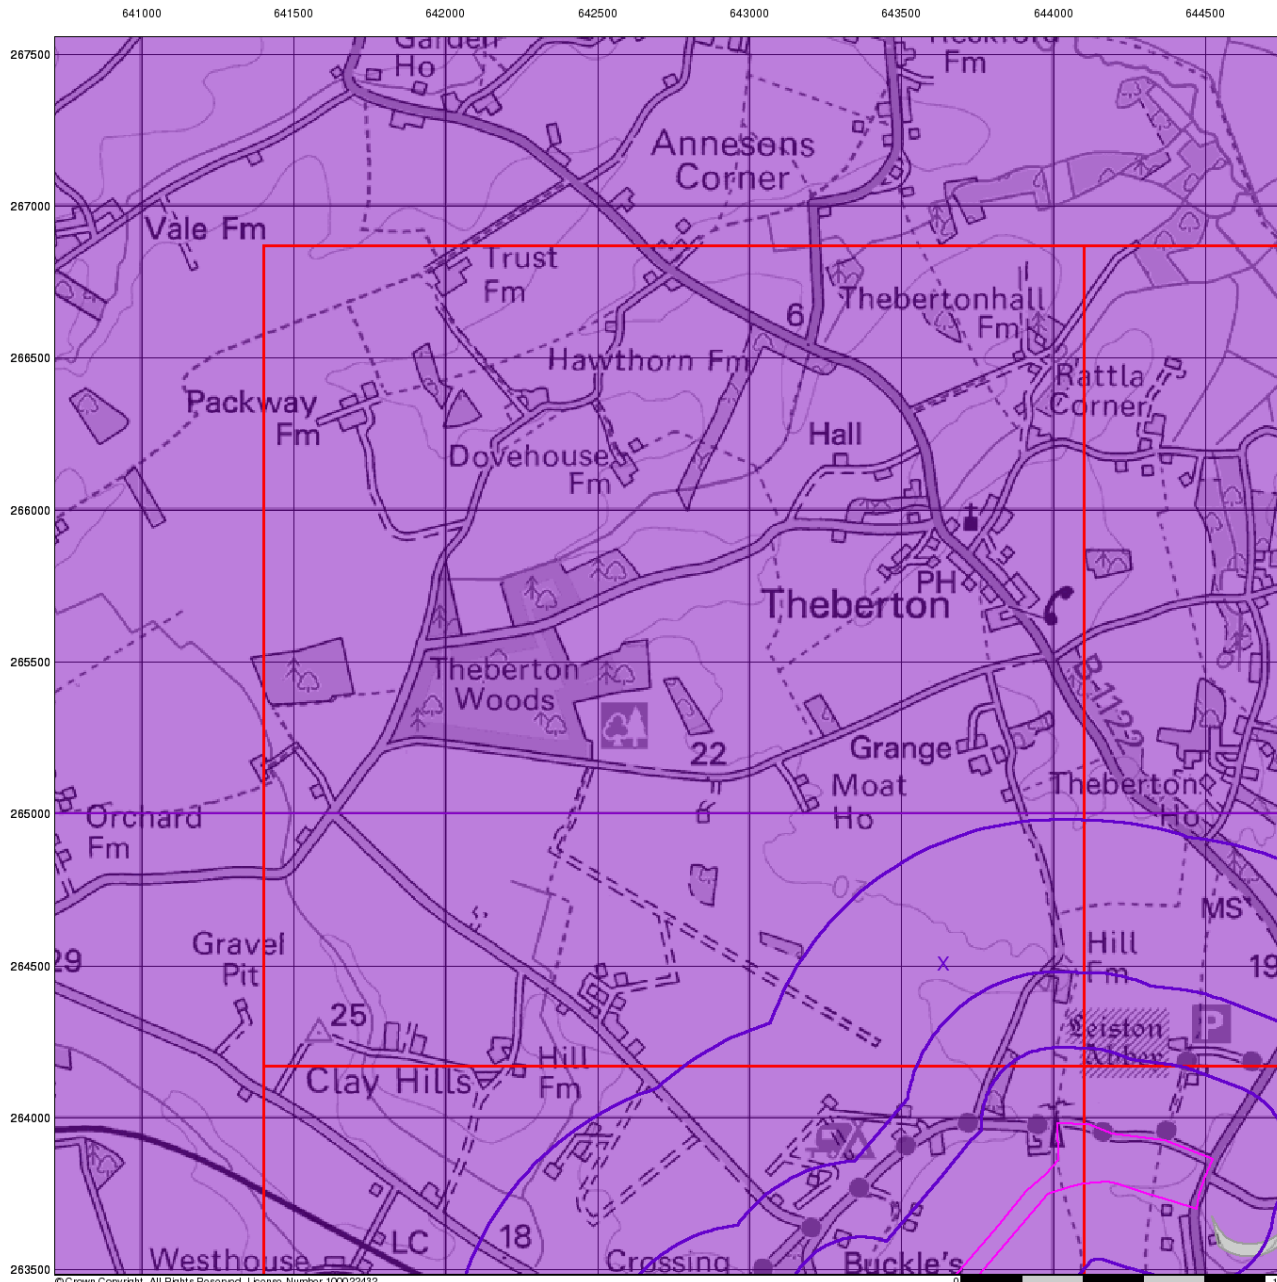 641000 641500 642000 642500 643000 643500 644000 644500
267500
267000
266500
266000
265500
265000
264500
264000
263500
Garden
Ho
Fm
Annesons
Corner
Vale Fm
Trust
Fm
Thebertonhall
Fm
6
Hawthorn Fm
Rattla
Corner
Packway
Fm
Hall
Dovehouse
Fm
PH
Theberton
Theberton
Woods
B 1122
22
Grange
Moat
Ho
Theberton
Ho
Orchard
Fm
MS
Gravel
Pit
Hill
Fm
29
X
19
25
Leiston
Abbey
P
Hill
Fm
Clay Hills
18
LC
Westhouse
Crossing
Buckle's
© Crown Copyright. All Rights Reserved. License Number 100022432
0